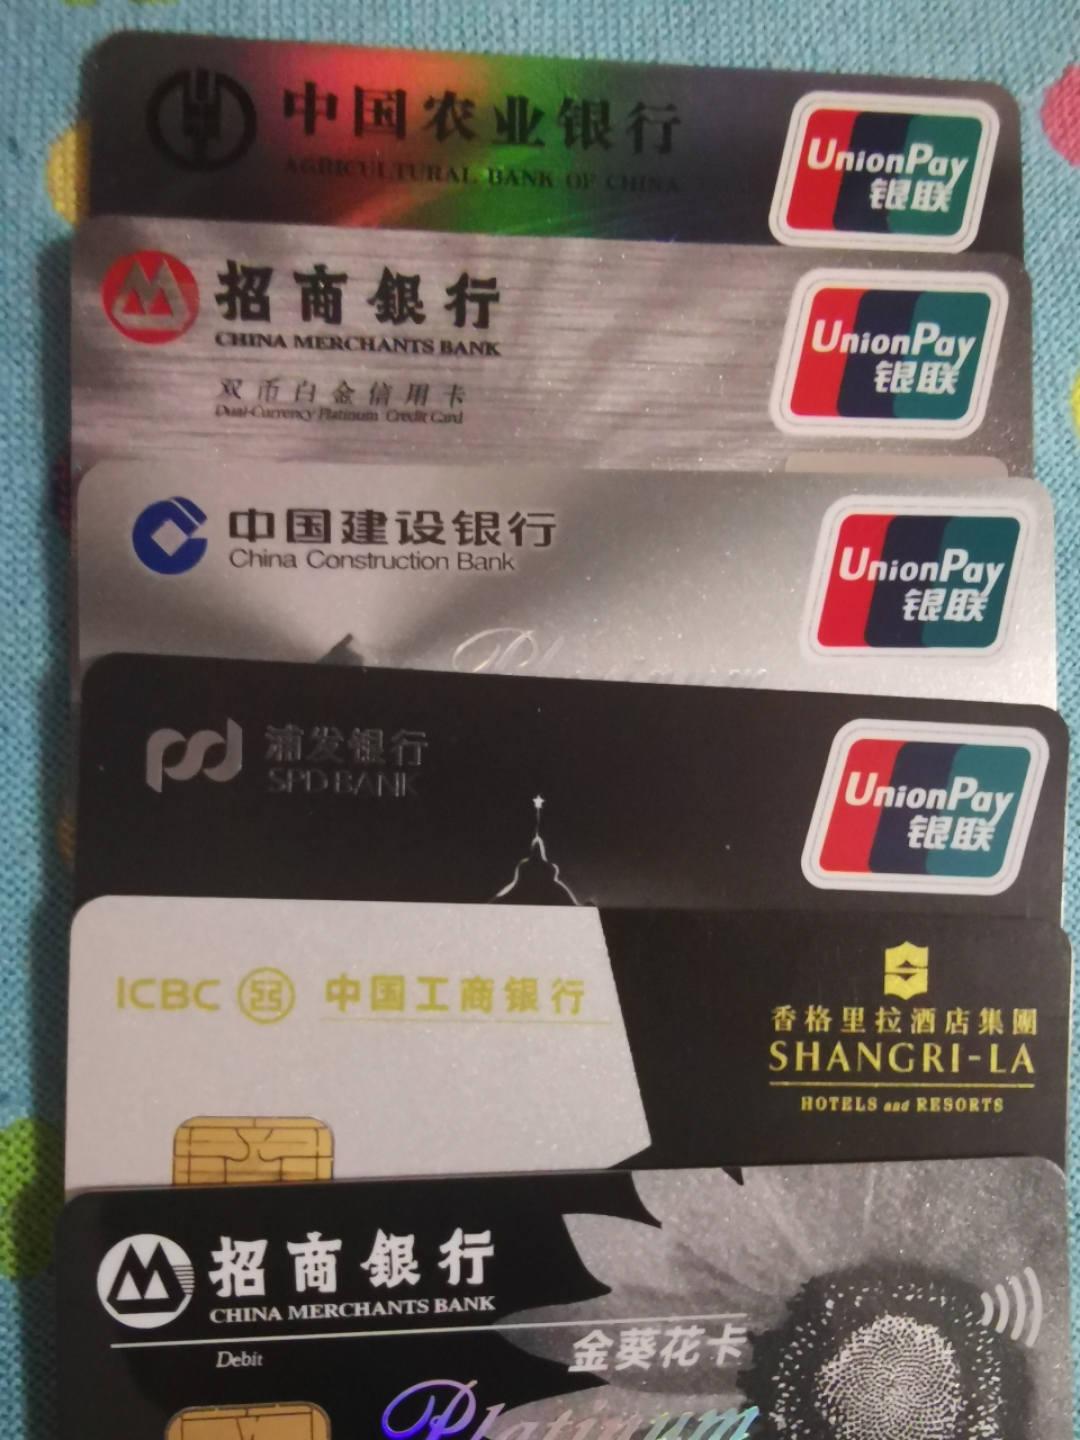 中国农业银行
AGRICULTURAL BANK OF CHINA
UnionPay
银联
招商銀行
CHINA MERCHANTS BANK
双币白金信用卡
Dual-Currency Platinum Credit Card
UnionPay
银联
中国建设银行
China Construction Bank
Platinum
UnionPay
银联
浦发银行
SPD BANK
UnionPay
银联
ICBC 中国工商银行
香格里拉酒店集團
SHANGRI-LA
HOTELS and RESORTS
招商銀行
CHINA MERCHANTS BANK
Debit
金葵花卡
Platinum